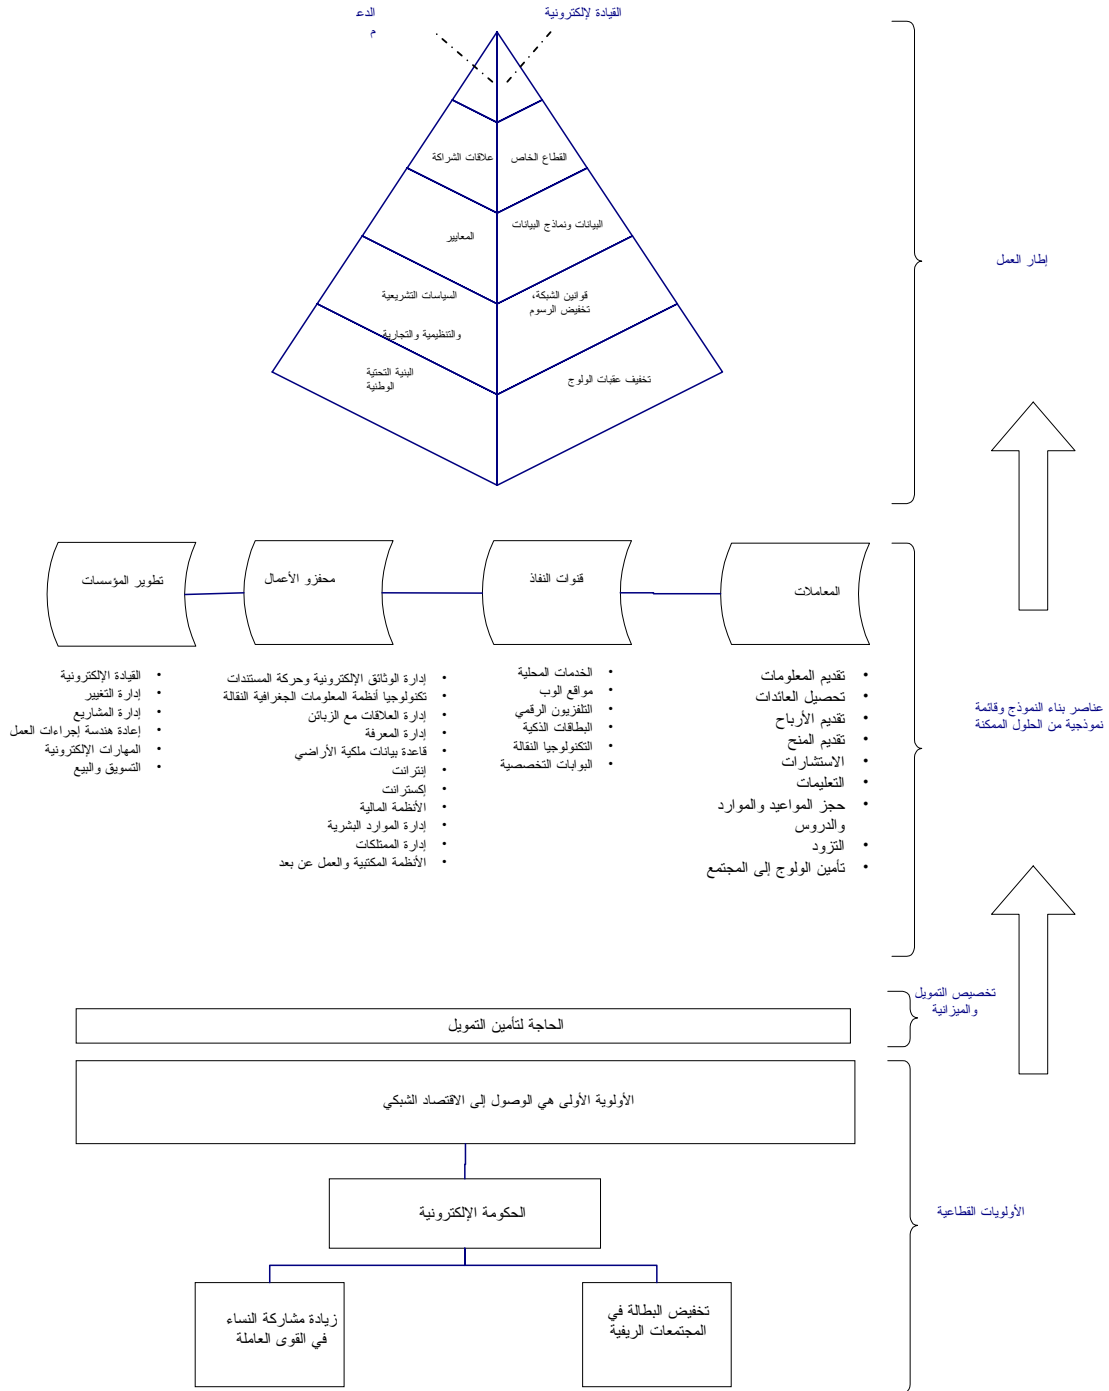 القيادة لإلكترونية
الدع
م
القطاع الخاص
علاقات الشراكة
البيانات ونماذج البيانات
المعايير
قوانين الشبكة،
تخفيض الرسوم
السياسات التشريعية
والتنظيمية والتجارية
تخفيف عقبات الولوج
البنية التحتية
الوطنية
إطار العمل
المعاملات
• تقديم المعلومات
• تحصيل العائدات
• تقديم الأرباح
• تقديم المنح
• الاستشارات
• التعليمات
• حجز المواعيد والموارد
والدروس
• التزود
• تأمين الولوج إلى المجتمع
قنوات النفاذ
• الخدمات المحلية
• مواقع الوب
• التلفزيون الرقمي
• البطاقات الذكية
• التكنولوجيا النقالة
• البوابات التخصصية
محفزو الأعمال
• إدارة الوثائق الإلكترونية وحركة المستندات
• تكنولوجيا أنظمة المعلومات الجغرافية النقالة
• إدارة العلاقات مع الزبائن
• إدارة المعرفة
• قاعدة بيانات ملكية الأراضي
• إنترانت
• إكسترانت
• الأنظمة المالية
• إدارة الموارد البشرية
• إدارة الممتلكات
• الأنظمة المكتبية والعمل عن بعد
تطوير المؤسسات
• القيادة الإلكترونية
• إدارة التغيير
• إدارة المشاريع
• إعادة هندسة إجراءات العمل
• المهارات الإلكترونية
• التسويق والبيع
عناصر بناء النموذج وقائمة
نموذجية من الحلول الممكنة
تخصيص التمويل
والميزانية
الحاجة لتأمين التمويل
الأولوية الأولى هي الوصول إلى الاقتصاد الشبكي
الحكومة الإلكترونية
الأولويات القطاعية
تخفيض البطالة في
المجتمعات الريفية
زيادة مشاركة النساء
في القوى العاملة